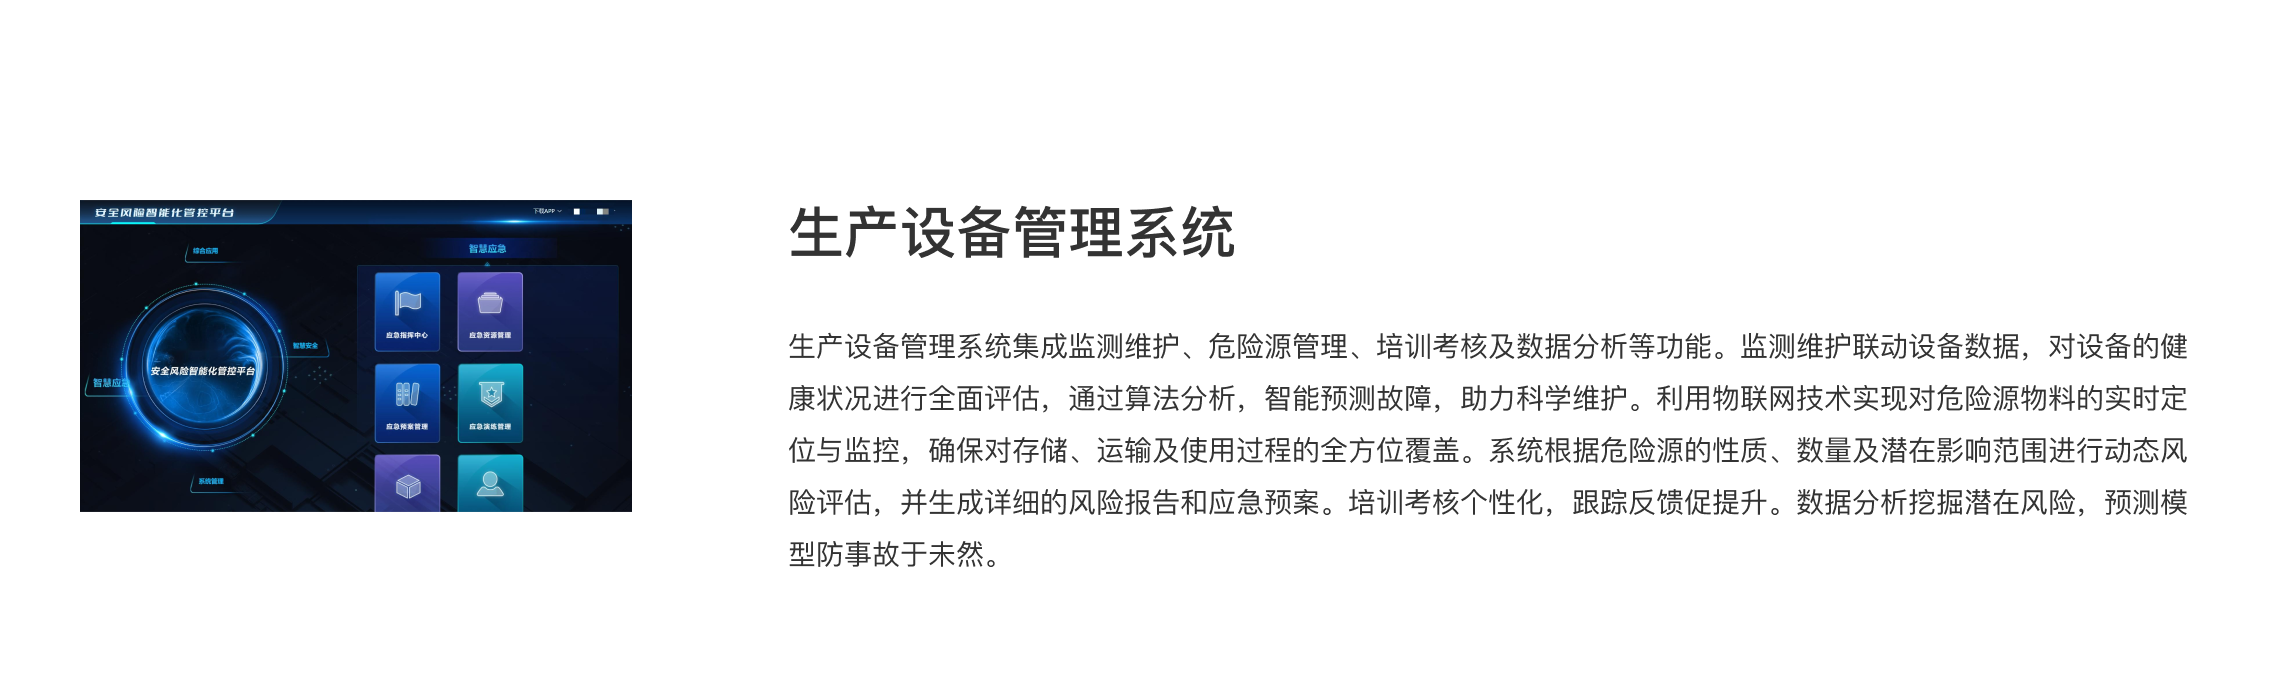 安全风险智能化管控平台
下载APP
综合应用
智慧应急
智慧安全
安全风险智能化管控平台
智慧应急
系统管理
应急指挥中心
应急资源管理
应急预案管理
应急演练管理
生产设备管理系统
生产设备管理系统集成监测维护、危险源管理、培训考核及数据分析等功能。监测维护联动设备数据，对设备的健
康状况进行全面评估，通过算法分析，智能预测故障，助力科学维护。利用物联网技术实现对危险源物料的实时定
位与监控，确保对存储、运输及使用过程的全方位覆盖。系统根据危险源的性质、数量及潜在影响范围进行动态风
险评估，并生成详细的风险报告和应急预案。培训考核个性化，跟踪反馈促提升。数据分析挖掘潜在风险，预测模
型防事故于未然。